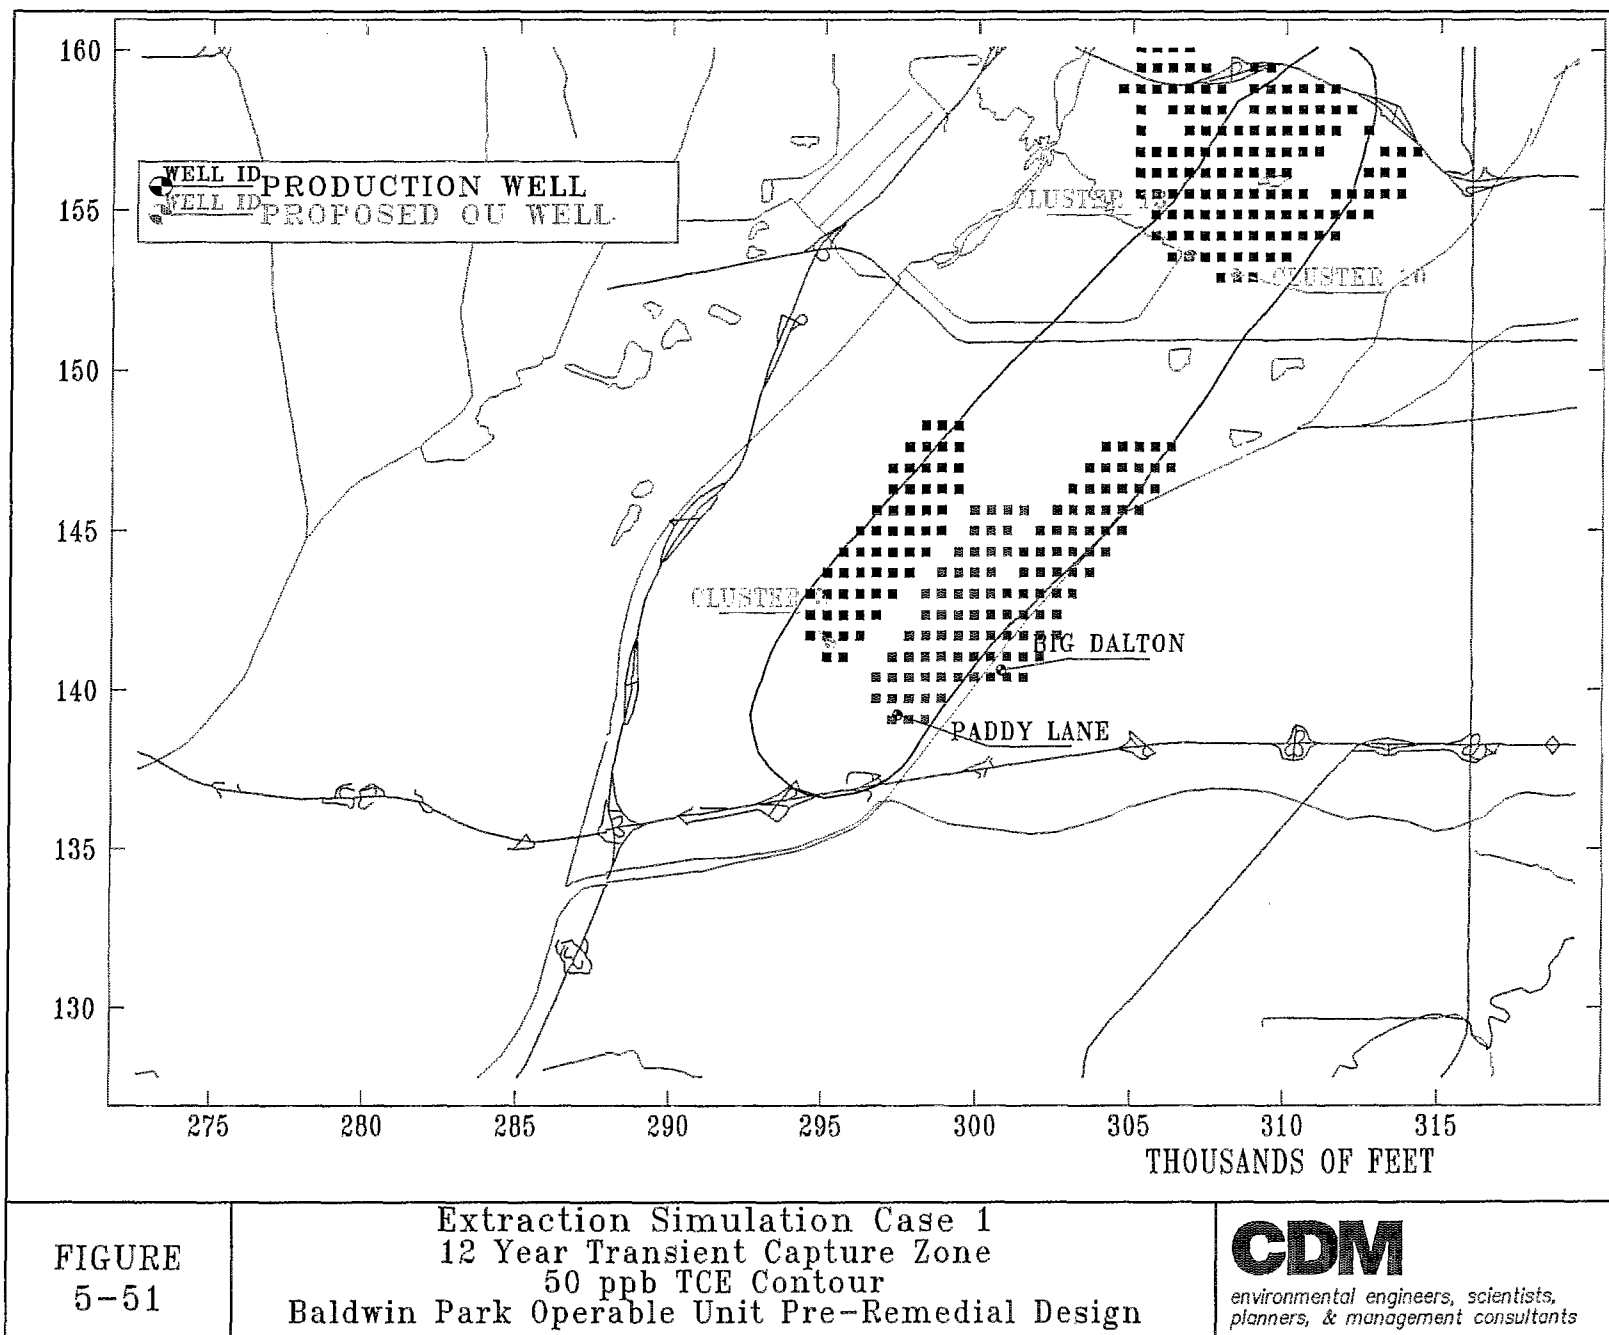 160
155
150
145
140
135
130
WELL ID
PRODUCTION WELL
WELL ID
PROPOSED OU WELL
CLUSTER
CLUSTER 10
CLUSTER
BIG DALTON
PADDY LANE
275
280
285
290
295
300
305
310
315
THOUSANDS OF FEET
FIGURE
5-51
Extraction Simulation Case 1
12 Year Transient Capture Zone
50 ppb TCE Contour
Baldwin Park Operable Unit Pre-Remedial Design
CDM
environmental engineers, scientists,
planners, & management consultants